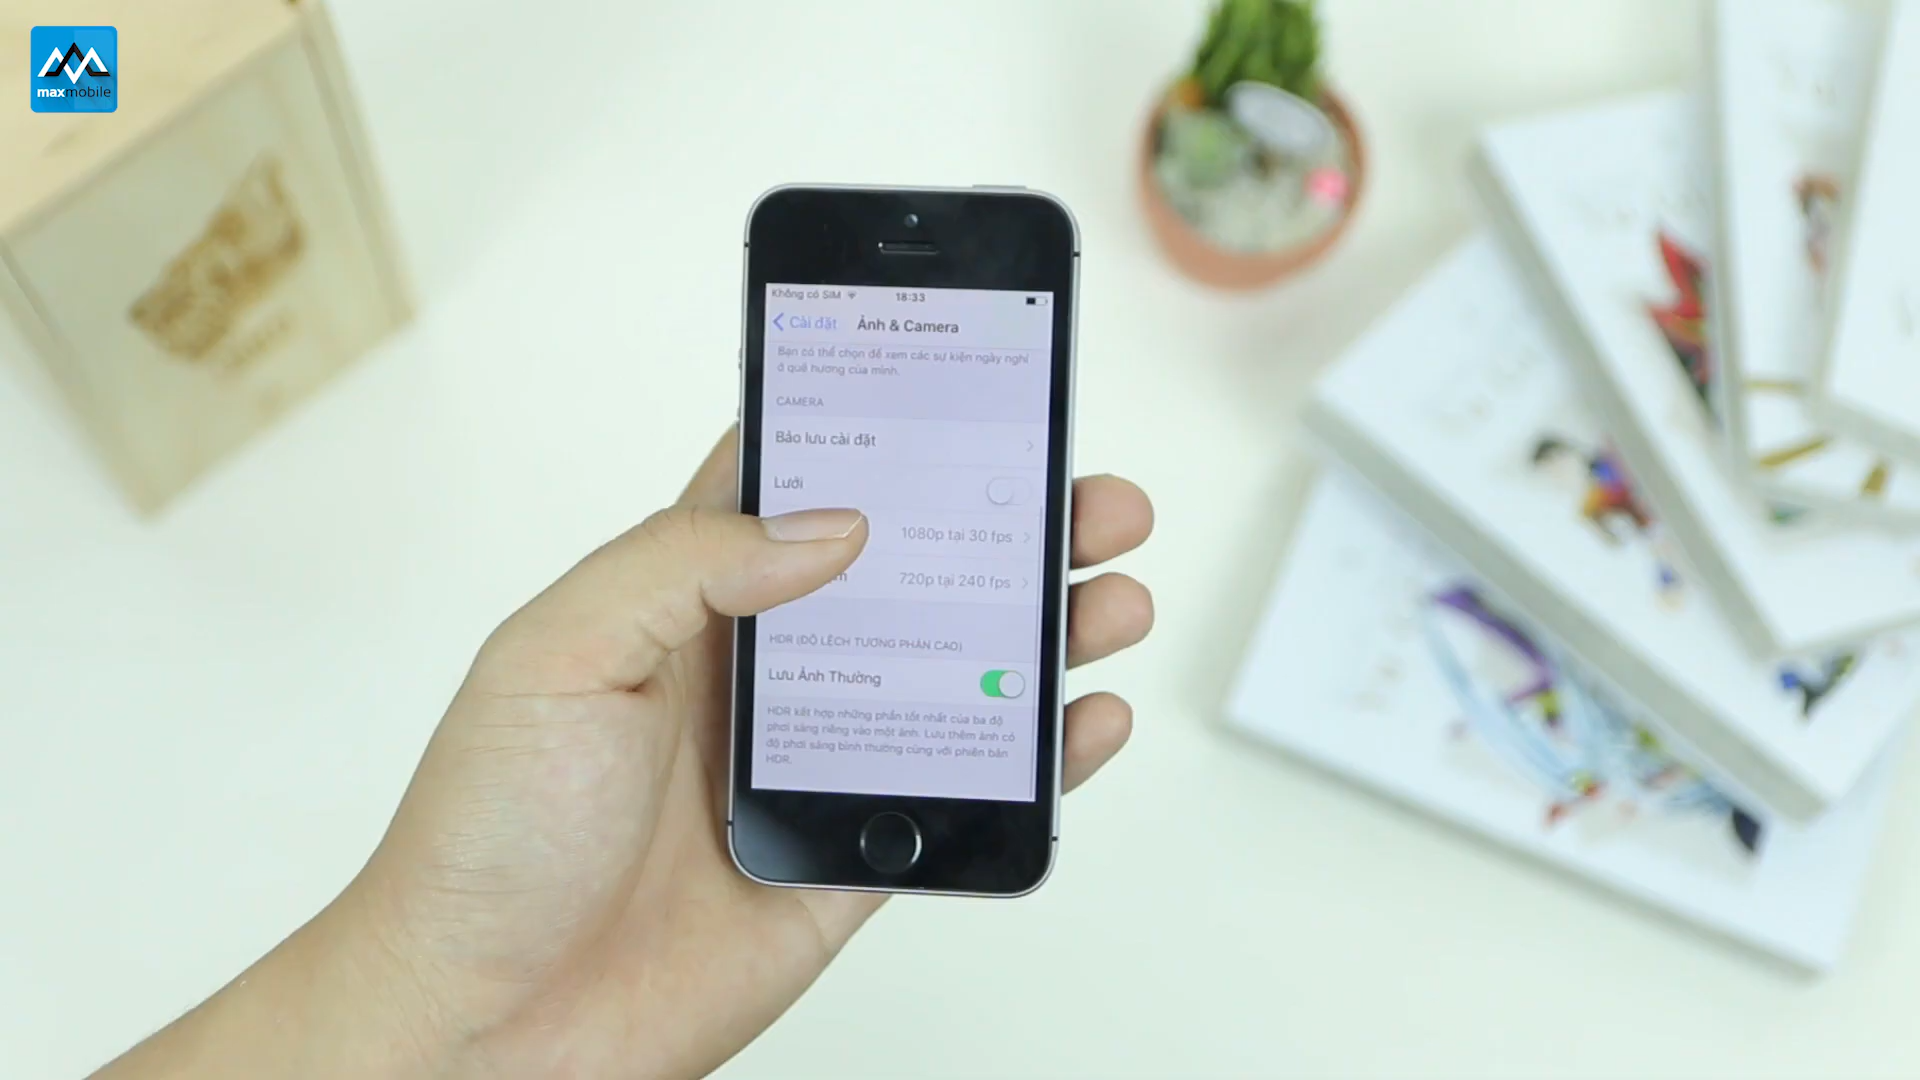 maxmobile
Không có SIM 18:33
Cài đặt Ảnh & Camera
Bạn có thể chọn để xem các sự kiện ngày nghỉ
ở quê hương của mình.
CAMERA
Bảo lưu cài đặt
Lưới
1080p tại 30 fps
720p tại 240 fps
HDR (ĐỘ LỆCH TƯƠNG PHẢN CAO)
Lưu Ảnh Thường
HDR kết hợp những phần tốt nhất của ba độ
phơi sáng riêng vào một ảnh. Lưu thêm ảnh có
độ phơi sáng bình thường cùng với phiên bản
HDR.